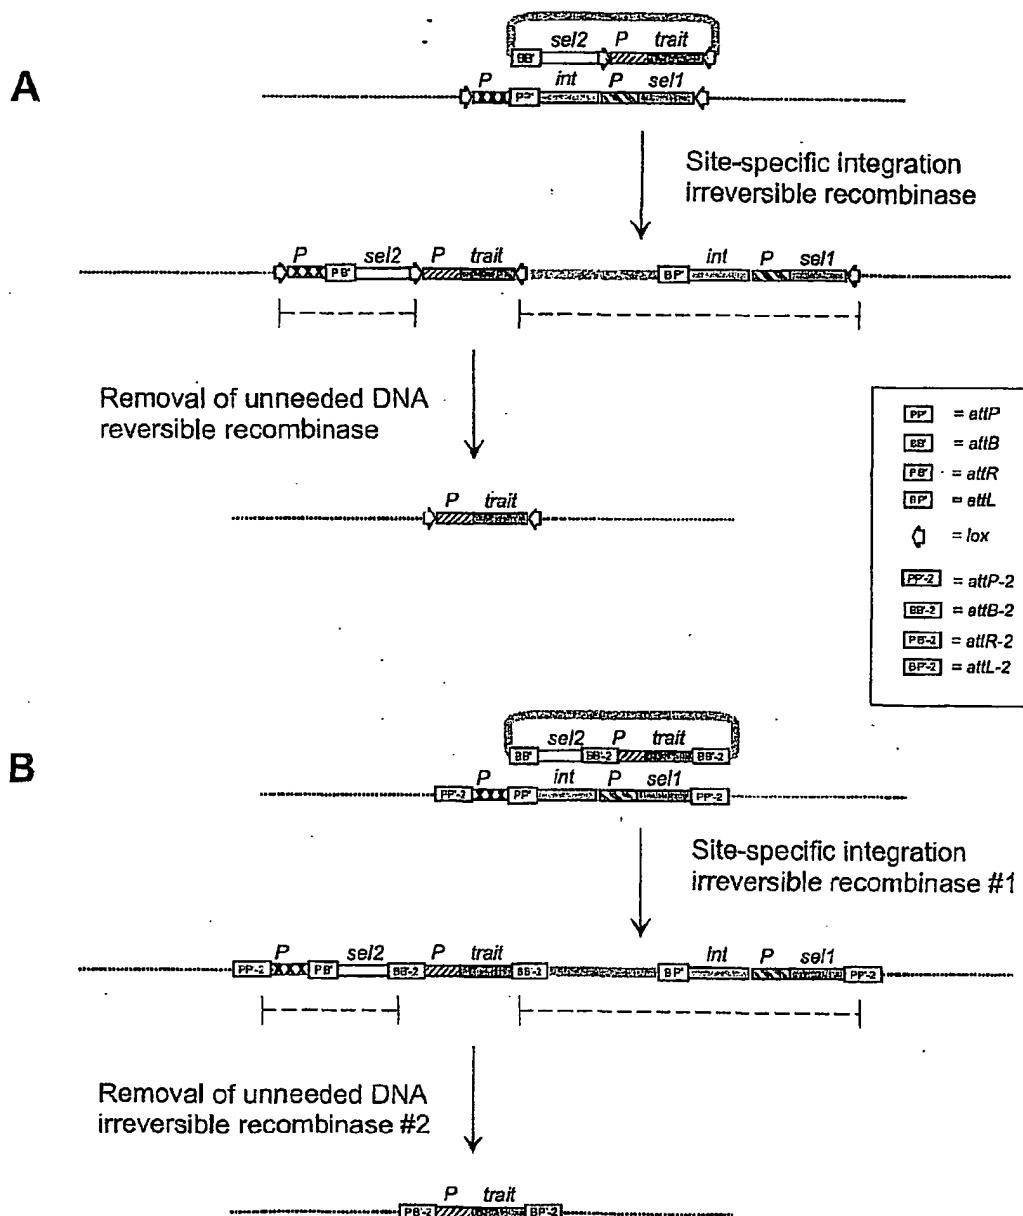 A
sel2 P trait
BB'
P int P sel1
PP'
Site-specific integration
irreversible recombinase
P sel2 P trait int P sel1
PB' BP'
Removal of unneeded DNA
reversible recombinase
P trait
PP' = attP
BB' = attB
PB' = attR
BP' = attL
= lox
PP'-2 = attP-2
BB'-2 = attB-2
PB'-2 = attR-2
BP'-2 = attL-2
B
sel2 P trait
BB' BB'-2 BB'-2
P int P sel1
PP'-2 PP' PP'-2
Site-specific integration
irreversible recombinase #1
P sel2 P trait int P sel1
PP'-2 PB' BB'-2 BB'-2 BP' PP'-2
Removal of unneeded DNA
irreversible recombinase #2
P trait
PB'-2 BP'-2